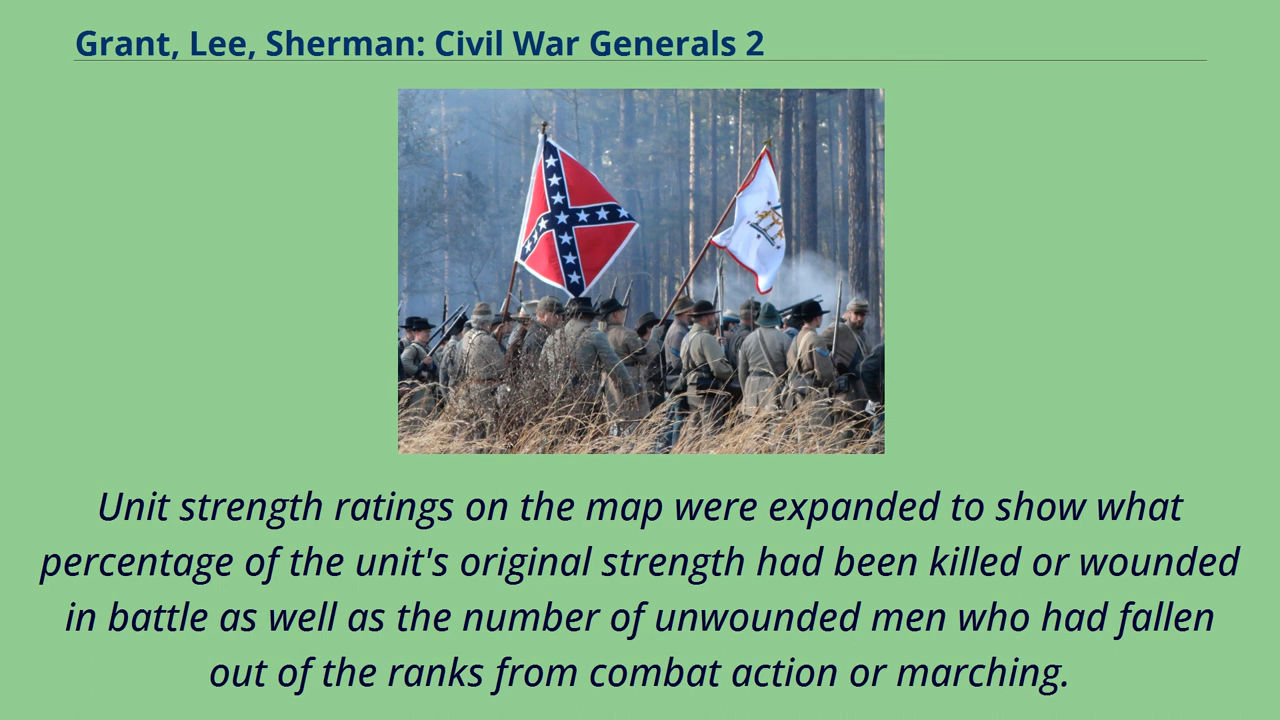 Grant, Lee, Sherman: Civil War Generals 2
Unit strength ratings on the map were expanded to show what
percentage of the unit's original strength had been killed or wounded
in battle as well as the number of unwounded men who had fallen
out of the ranks from combat action or marching.